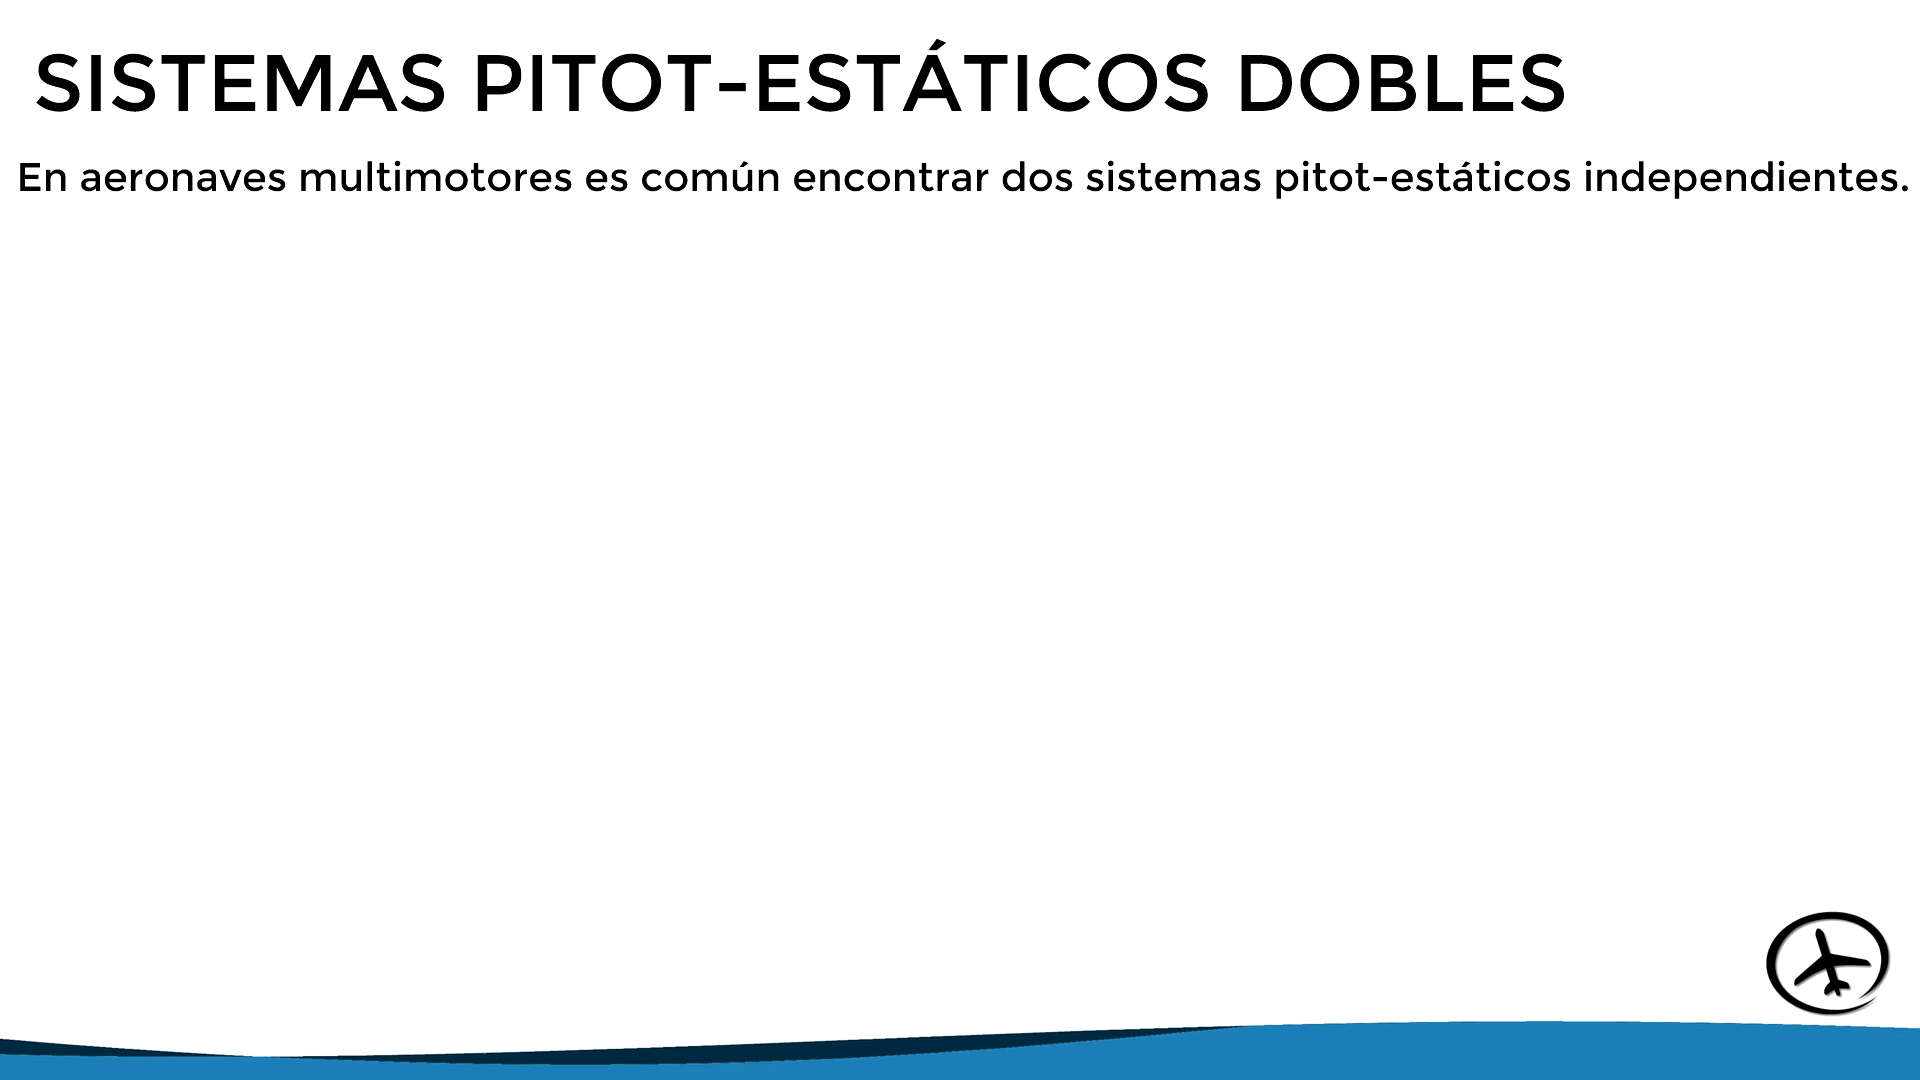 SISTEMAS PITOT-ESTÁTICOS DOBLES
En aeronaves multimotores es común encontrar dos sistemas pitot-estáticos independientes.